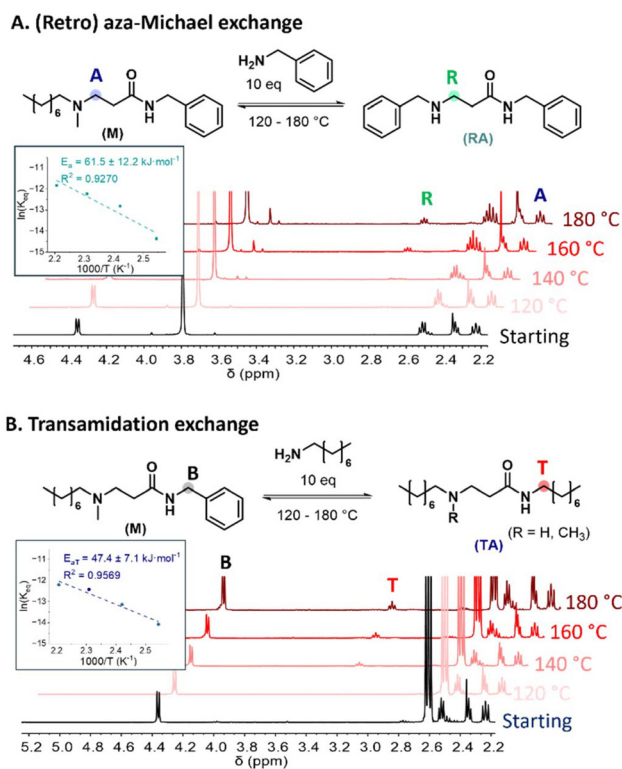 A. (Retro) aza-Michael exchange
A
H₂N
10 eq
120 - 180 °C
O
N
N
H
6
(M)
R
O
N
H
N
H
(RA)
Eₐ = 61.5 ± 12.2 kJ·mol⁻¹
R² = 0.9270
ln(Keq)
-11
-12
-13
-14
-15
2.2 2.3 2.4 2.5
1000/T (K⁻¹)
R
A
180 °C
160 °C
140 °C
120 °C
Starting
4.6 4.4 4.2 4.0 3.8 3.6 3.4 3.2 3.0 2.8 2.6 2.4 2.2
δ (ppm)
B. Transamidation exchange
B
O
N
N
H
6
(M)
H₂N
6
10 eq
120 - 180 °C
T
O
N
R
N
H
6
6
(R = H, CH₃)
(TA)
EₐT = 47.4 ± 7.1 kJ·mol⁻¹
R² = 0.9569
ln(Keq)
-11
-12
-13
-14
-15
2.1 2.2 2.3 2.4 2.5
1000/T (K⁻¹)
B
T
180 °C
160 °C
140 °C
120 °C
Starting
5.2 5.0 4.8 4.6 4.4 4.2 4.0 3.8 3.6 3.4 3.2 3.0 2.8 2.6 2.4 2.2
δ (ppm)